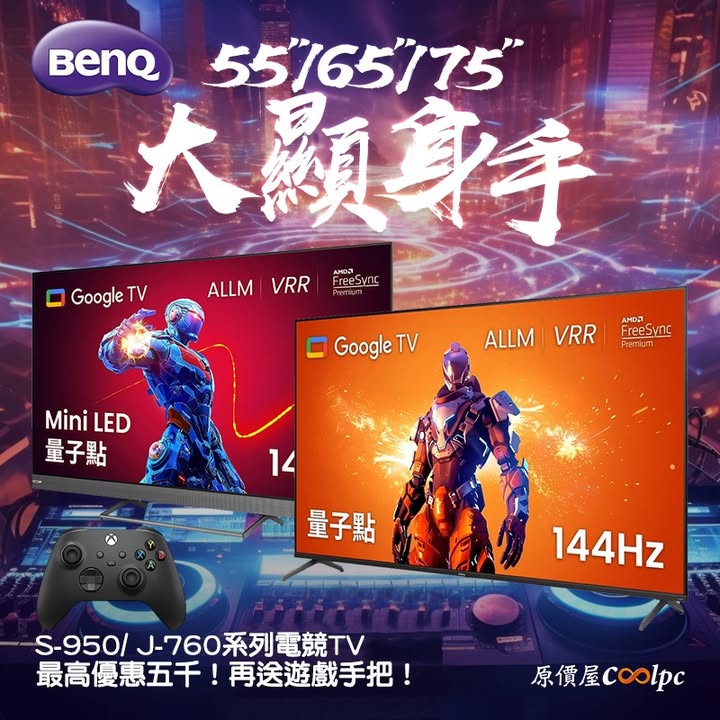 BenQ
55"/65"/75"
大顯身手
Google TV
ALLM | VRR | AMD FreeSync Premium
Mini LED
量子點
14
Google TV
ALLM | VRR | AMD FreeSync Premium
量子點
144Hz
S-950/ J-760系列電競TV
最高優惠五千！再送遊戲手把！
原價屋coolpc